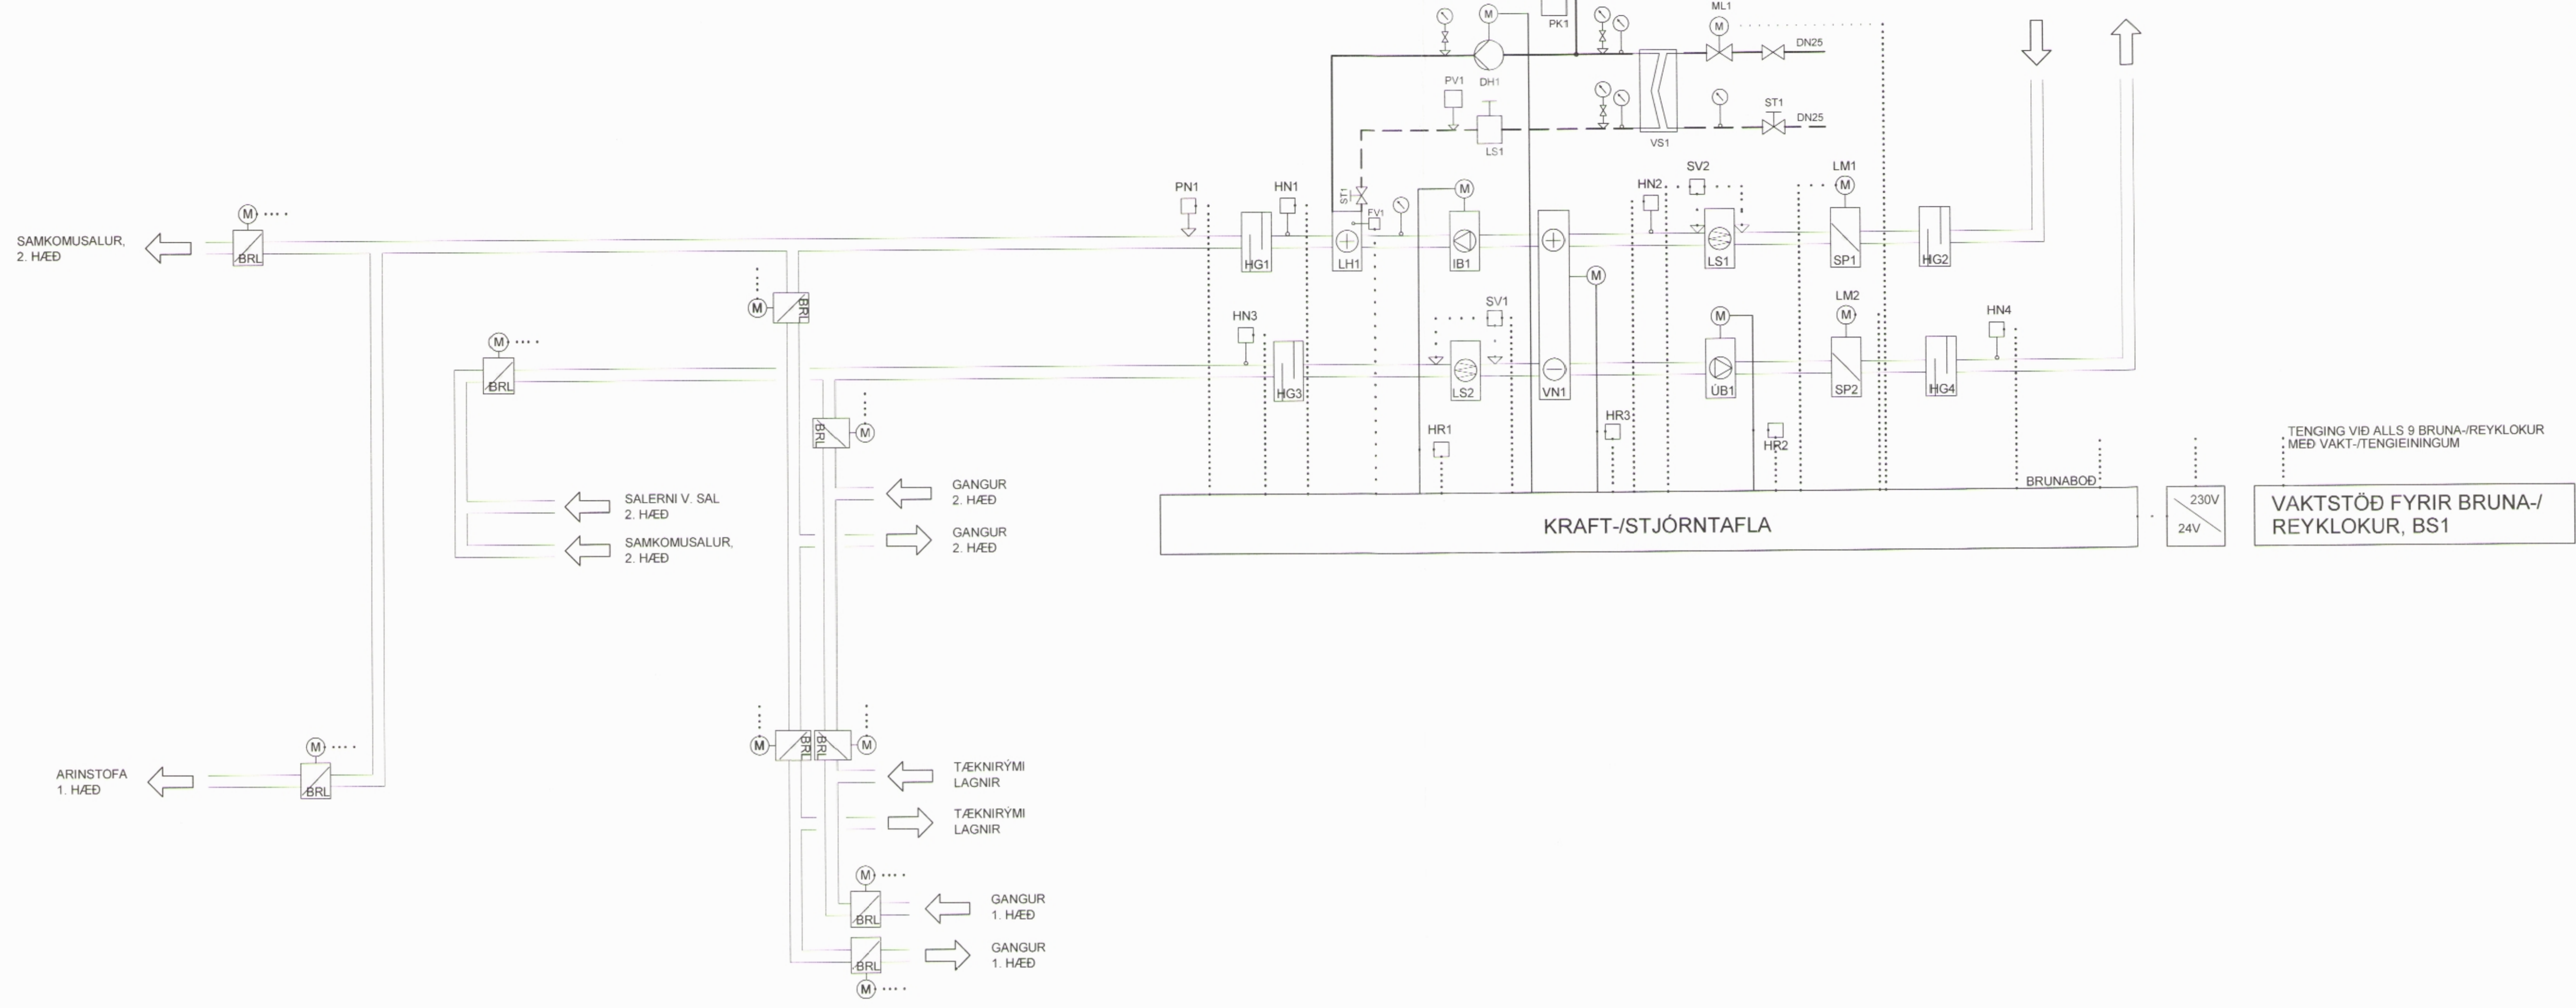 ML1
M
M
PK1
DN25
PV1
DH1
ST1
DN25
LS1
VS1
PN1
HN1
ST1
FV1
M
HN2
SV2
LM1
M
M
SAMKOMUSALUR,
2. HÆÐ
BRL
HG1
LH1
IB1
LS1
SP1
HG2
M
M
BRL
HN3
SV1
M
LM2
M
HN4
M
BRL
HG3
LS2
VN1
ÚB1
SP2
HG4
BRL
M
HR1
HR3
HR2
TENGING VIÐ ALLS 9 BRUNA-/REYKLOKUR
MEÐ VAKT-/TENGIEININGUM
BRUNABOÐ
KRAFT-/STJÓRNTAFLA
230V
24V
VAKTSTÖÐ FYRIR BRUNA-/
REYKLOKUR, BS1
SALERNI V. SAL
2. HÆÐ
GANGUR
2. HÆÐ
SAMKOMUSALUR,
2. HÆÐ
GANGUR
2. HÆÐ
M
BRL
BRL
M
M
ARINSTOFA
1. HÆÐ
BRL
TÆKNIRÝMI
LAGNIR
TÆKNIRÝMI
LAGNIR
M
BRL
GANGUR
1. HÆÐ
BRL
M
GANGUR
1. HÆÐ